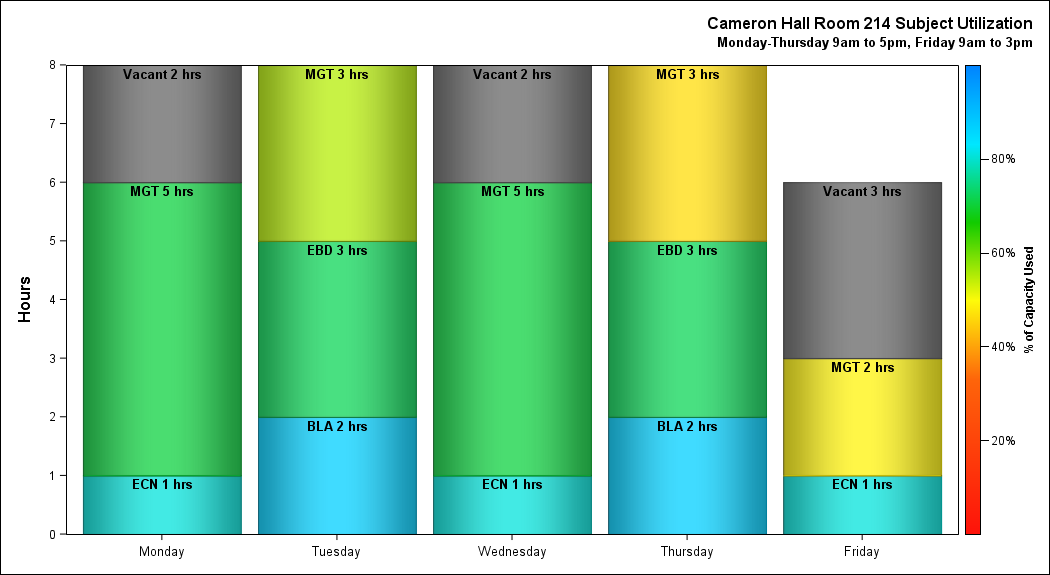 Cameron Hall Room 214 Subject Utilization
Monday-Thursday 9am to 5pm, Friday 9am to 3pm
Hours
8
7
6
5
4
3
2
1
0
Vacant 2 hrs
MGT 5 hrs
ECN 1 hrs
MGT 3 hrs
EBD 3 hrs
BLA 2 hrs
Vacant 2 hrs
MGT 5 hrs
ECN 1 hrs
MGT 3 hrs
EBD 3 hrs
BLA 2 hrs
Vacant 3 hrs
MGT 2 hrs
ECN 1 hrs
Monday
Tuesday
Wednesday
Thursday
Friday
80%
60%
40%
20%
% of Capacity Used